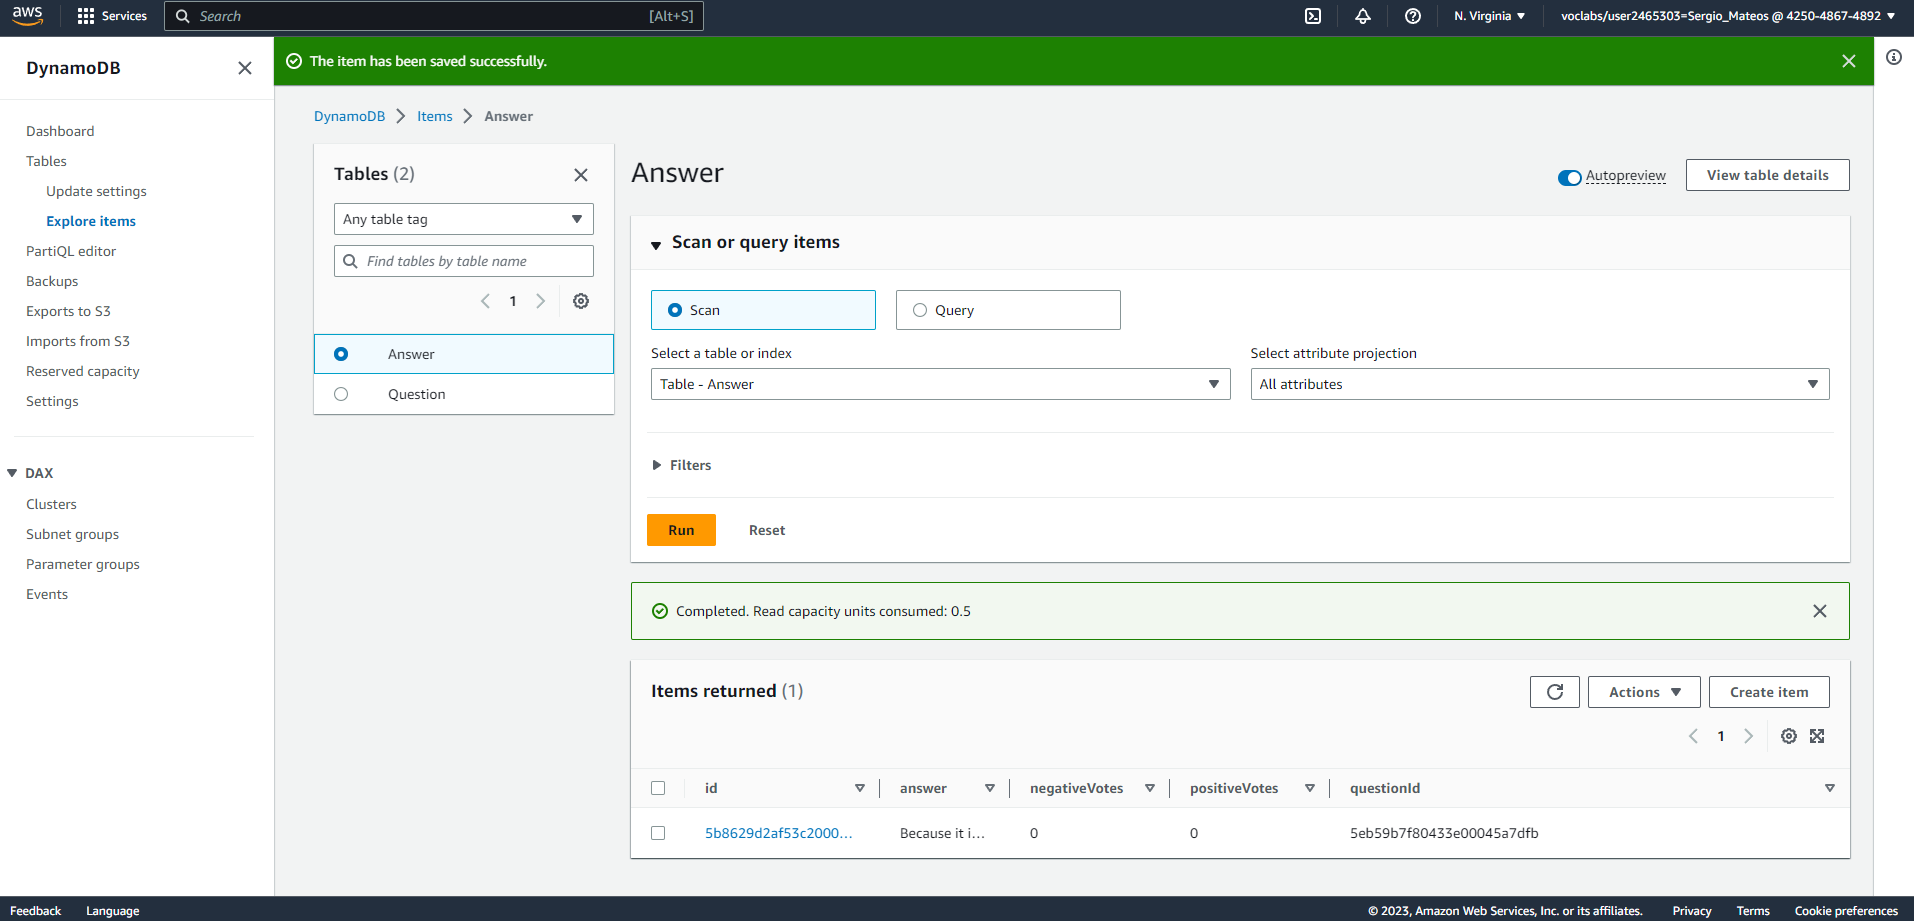 aws
Services
Search
[Alt+S]
N. Virginia
voclabs/user2465303=Sergio_Mateos @ 4250-4867-4892
DynamoDB
Dashboard
Tables
Update settings
Explore items
PartiQL editor
Backups
Exports to S3
Imports from S3
Reserved capacity
Settings
DAX
Clusters
Subnet groups
Parameter groups
Events
The item has been saved successfully.
DynamoDB
Items
Answer
Tables (2)
Any table tag
Find tables by table name
1
Answer
Question
Answer
Autopreview
View table details
Scan or query items
Scan
Query
Select a table or index
Select attribute projection
Table - Answer
All attributes
Filters
Run
Reset
Completed. Read capacity units consumed: 0.5
Items returned (1)
Actions
Create item
1
id
answer
negativeVotes
positiveVotes
questionId
5b8629d2af53c2000…
Because it i…
0
0
5eb59b7f80433e00045a7dfb
Feedback
Language
© 2023, Amazon Web Services, Inc. or its affiliates.
Privacy
Terms
Cookie preferences